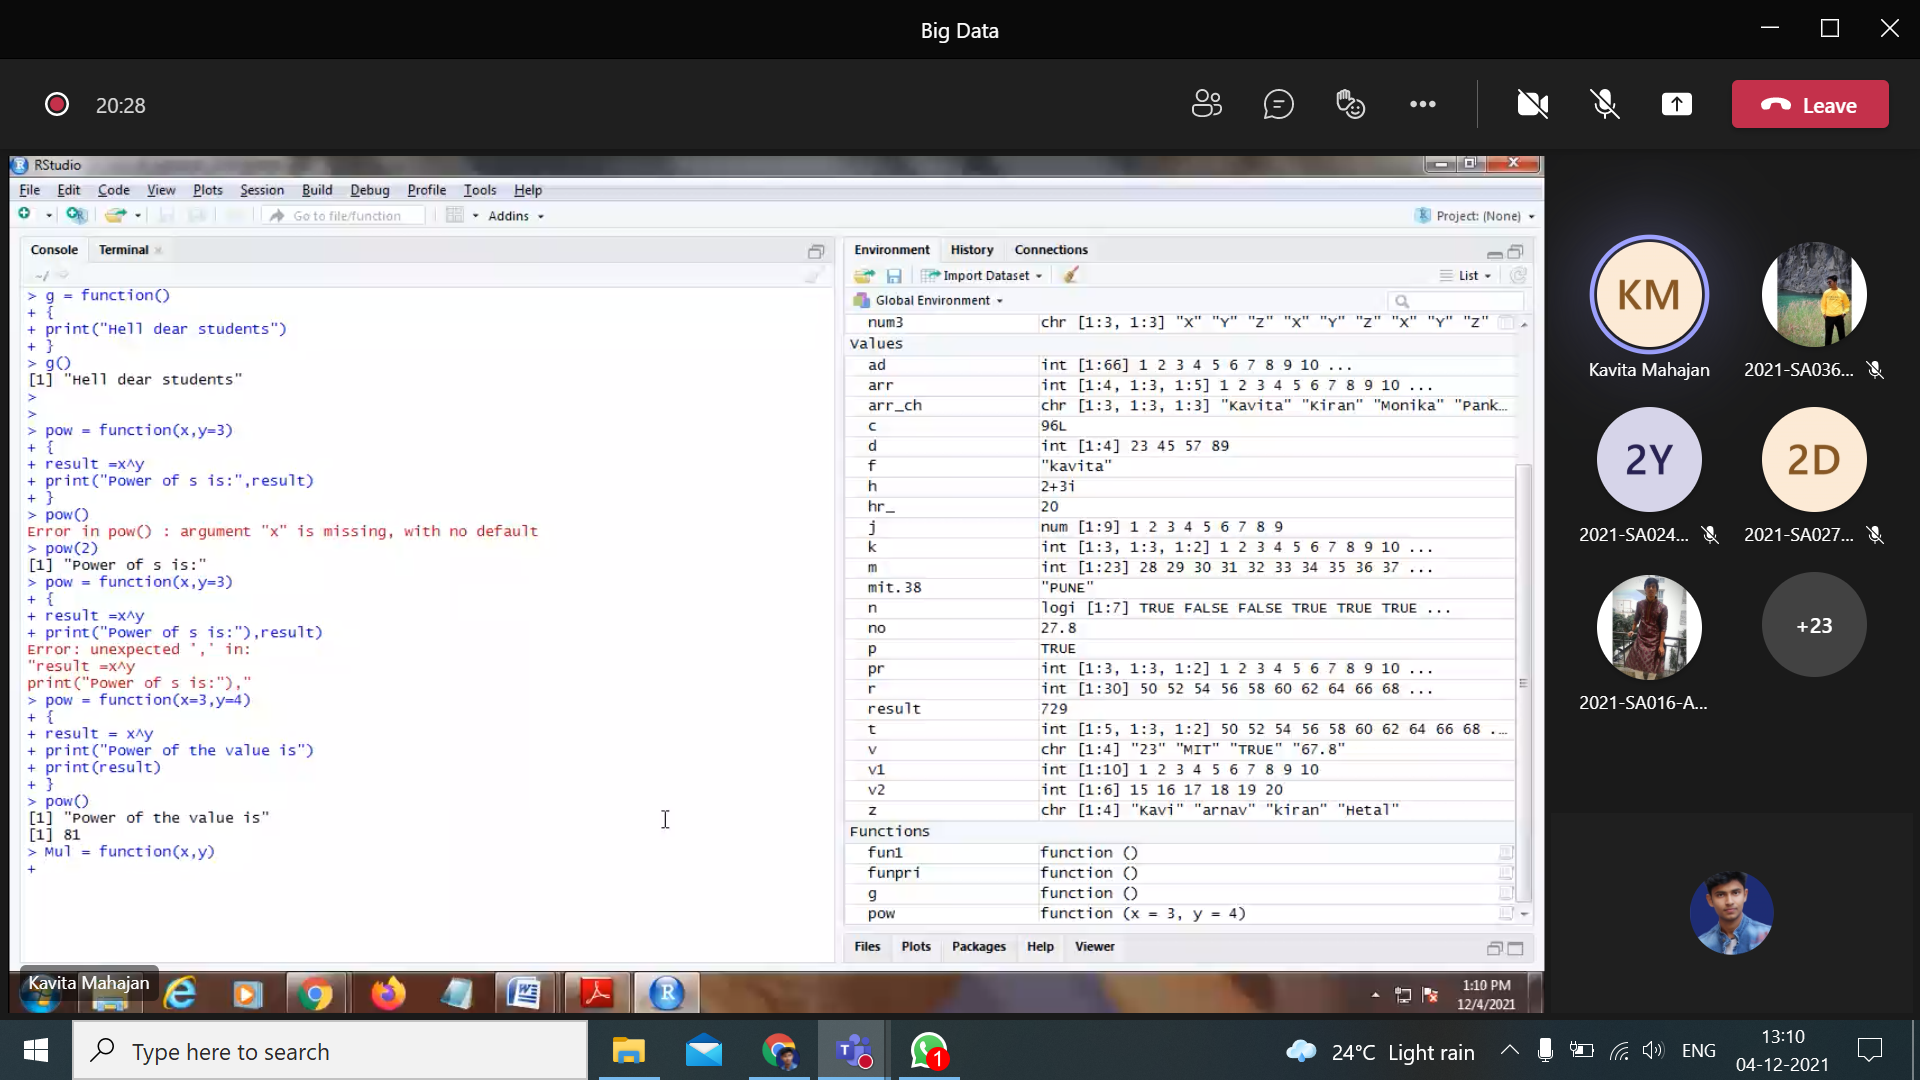 Big Data
20:28
Leave
RStudio
File Edit Code View Plots Session Build Debug Profile Tools Help
Go to file/function
Addins
Project: (None)
Console Terminal
~/
> g = function()
+ {
+ print("Hell dear students")
+ }
> g()
[1] "Hell dear students"
>
>
> pow = function(x,y=3)
+ {
+ result =x^y
+ print("Power of s is:",result)
+ }
> pow()
Error in pow() : argument "x" is missing, with no default
> pow(2)
[1] "Power of s is:"
> pow = function(x,y=3)
+ {
+ result =x^y
+ print("Power of s is:"),result)
Error: unexpected ',' in:
"result =x^y
print("Power of s is:"),"
> pow = function(x=3,y=4)
+ {
+ result = x^y
+ print("Power of the value is")
+ print(result)
+ }
> pow()
[1] "Power of the value is"
[1] 81
> Mul = function(x,y)
+
Environment History Connections
Import Dataset
List
Global Environment
num3 chr [1:3, 1:3] "X" "Y" "Z" "X" "Y" "Z" "X" "Y" "Z"
Values
ad int [1:66] 1 2 3 4 5 6 7 8 9 10 ...
arr int [1:4, 1:3, 1:5] 1 2 3 4 5 6 7 8 9 10 ...
arr_ch chr [1:3, 1:3, 1:3] "Kavita" "Kiran" "Monika" "Pank...
c 96L
d int [1:4] 23 45 57 89
f "kavita"
h 2+3i
hr_ 20
j num [1:9] 1 2 3 4 5 6 7 8 9
k int [1:3, 1:3, 1:2] 1 2 3 4 5 6 7 8 9 10 ...
m int [1:23] 28 29 30 31 32 33 34 35 36 37 ...
mit.38 "PUNE"
n logi [1:7] TRUE FALSE FALSE TRUE TRUE TRUE ...
no 27.8
p TRUE
pr int [1:3, 1:3, 1:2] 1 2 3 4 5 6 7 8 9 10 ...
r int [1:30] 50 52 54 56 58 60 62 64 66 68 ...
result 729
t int [1:5, 1:3, 1:2] 50 52 54 56 58 60 62 64 66 68 ...
v chr [1:4] "23" "MIT" "TRUE" "67.8"
v1 int [1:10] 1 2 3 4 5 6 7 8 9 10
v2 int [1:6] 15 16 17 18 19 20
z chr [1:4] "Kavi" "arnav" "kiran" "Hetal"
Functions
fun1 function ()
funpri function ()
g function ()
pow function (x = 3, y = 4)
Files Plots Packages Help Viewer
Kavita Mahajan
1:10 PM
12/4/2021
KM
Kavita Mahajan
2021-SA036...
2Y
2021-SA024...
2D
2021-SA027...
2021-SA016-A...
+23
Type here to search
1
24°C Light rain
ENG
13:10
04-12-2021